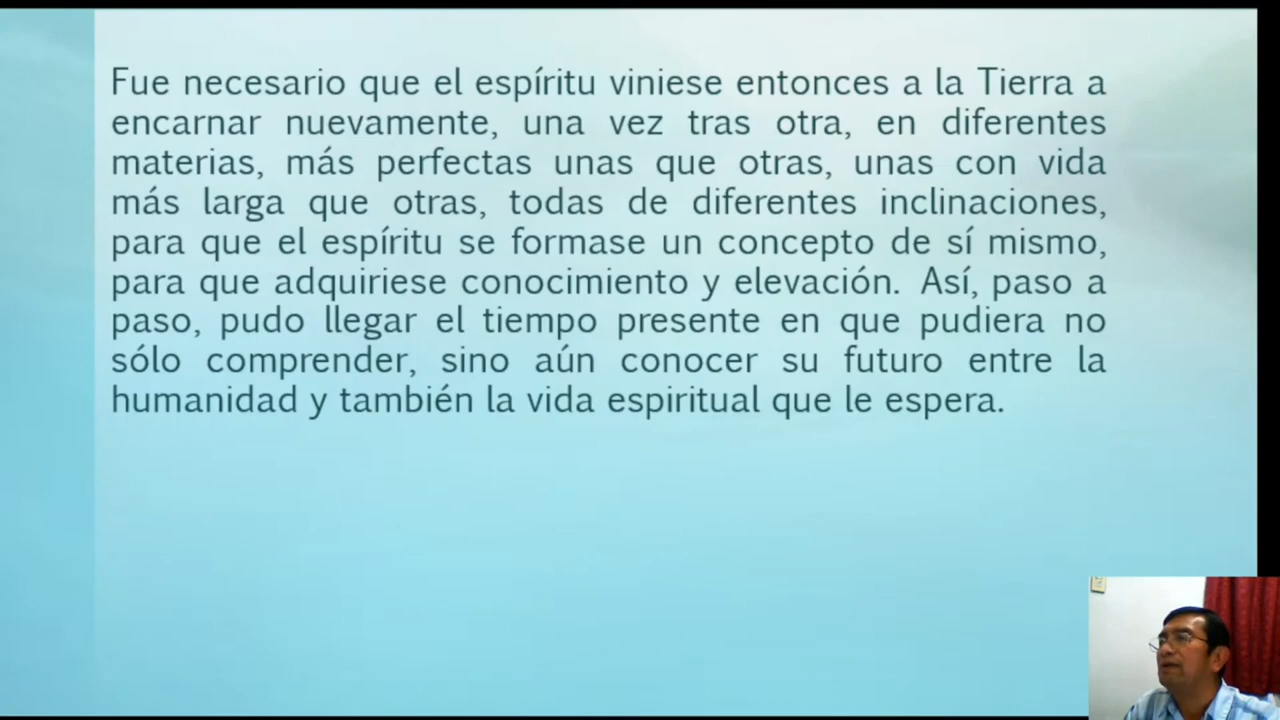 Fue necesario que el espíritu viniese entonces a la Tierra a
encarnar nuevamente, una vez tras otra, en diferentes
materias, más perfectas unas que otras, unas con vida
más larga que otras, todas de diferentes inclinaciones,
para que el espíritu se formase un concepto de sí mismo,
para que adquiriese conocimiento y elevación. Así, paso a
paso, pudo llegar el tiempo presente en que pudiera no
sólo comprender, sino aún conocer su futuro entre la
humanidad y también la vida espiritual que le espera.